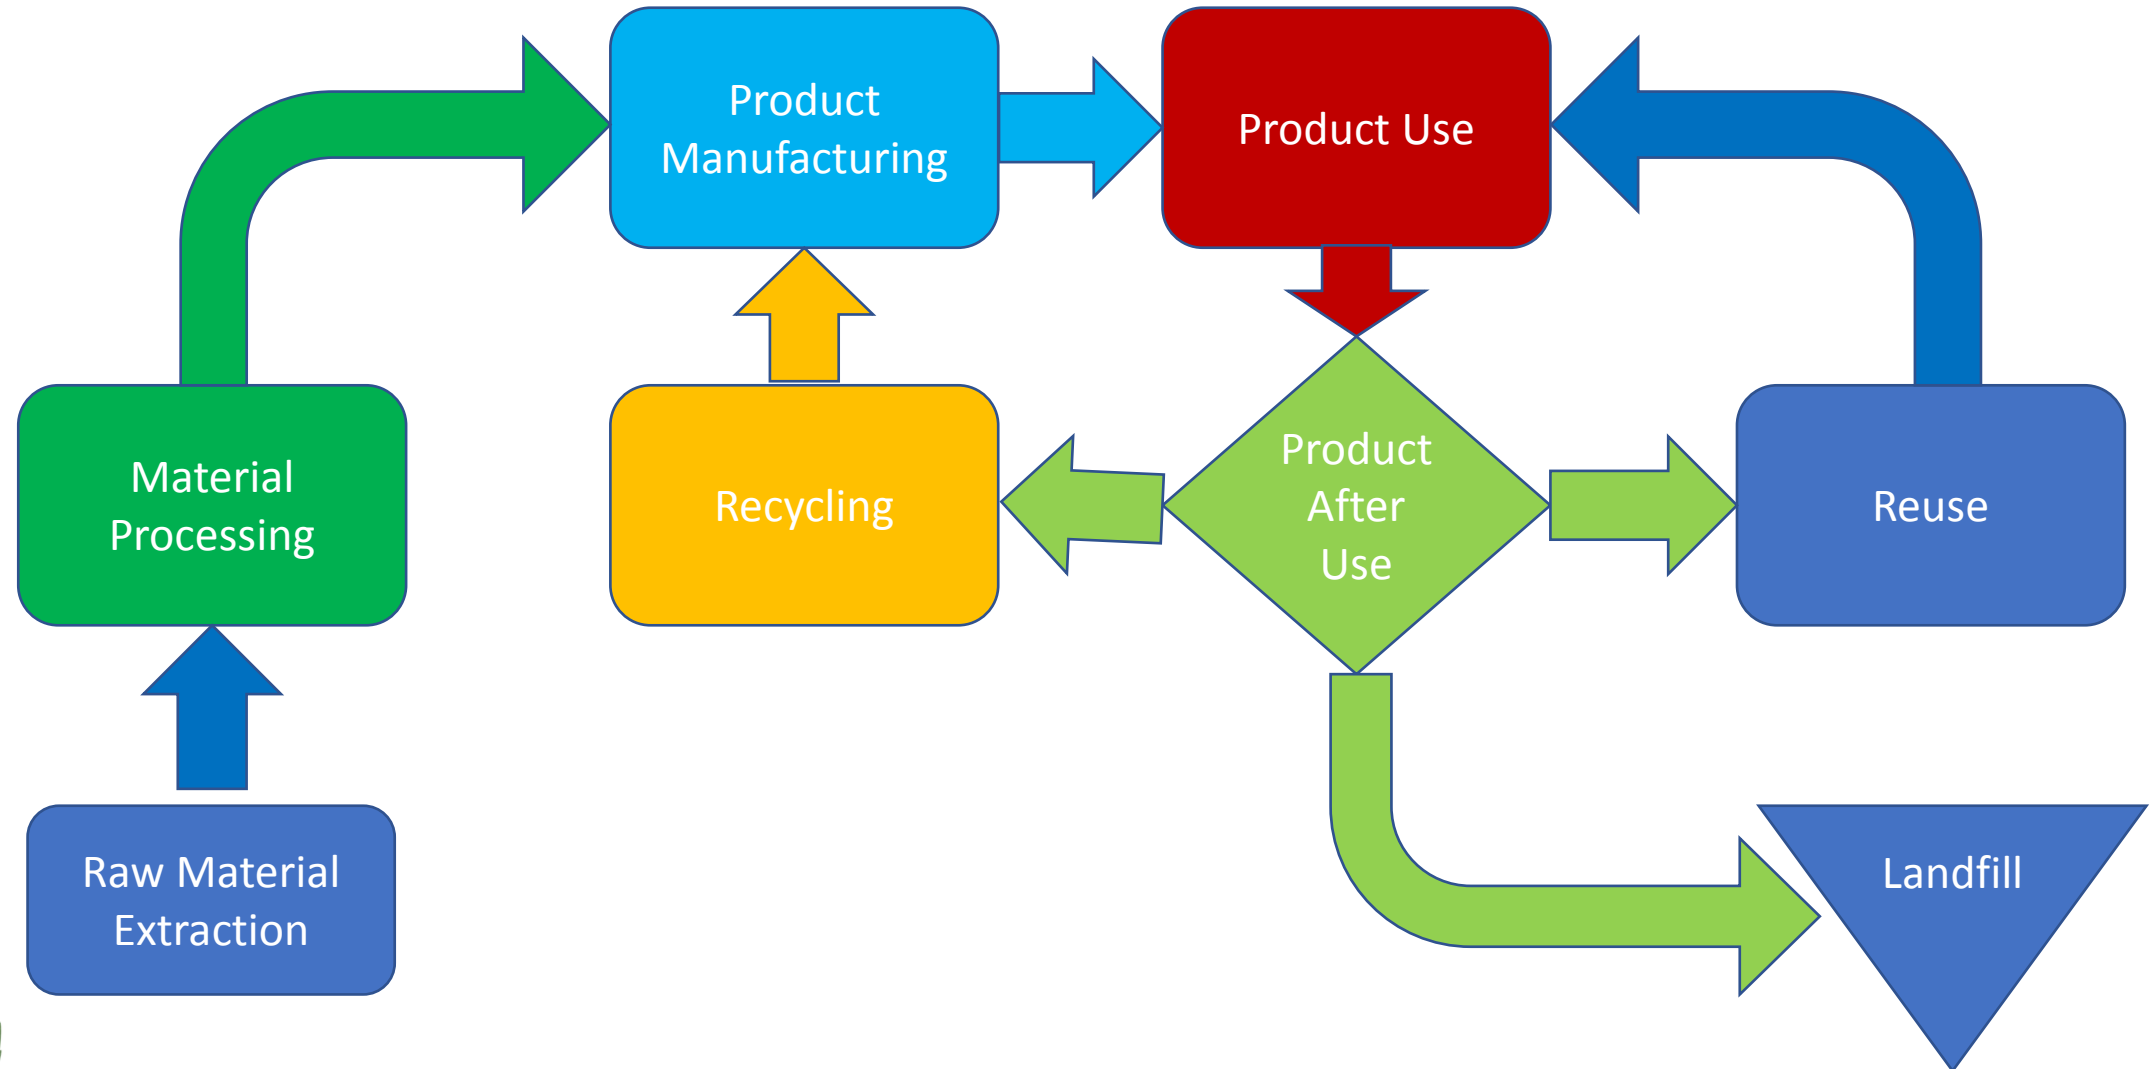 Product
Manufacturing
Product Use
Material
Processing
Recycling
Product
After
Use
Reuse
Raw Material
Extraction
Landfill